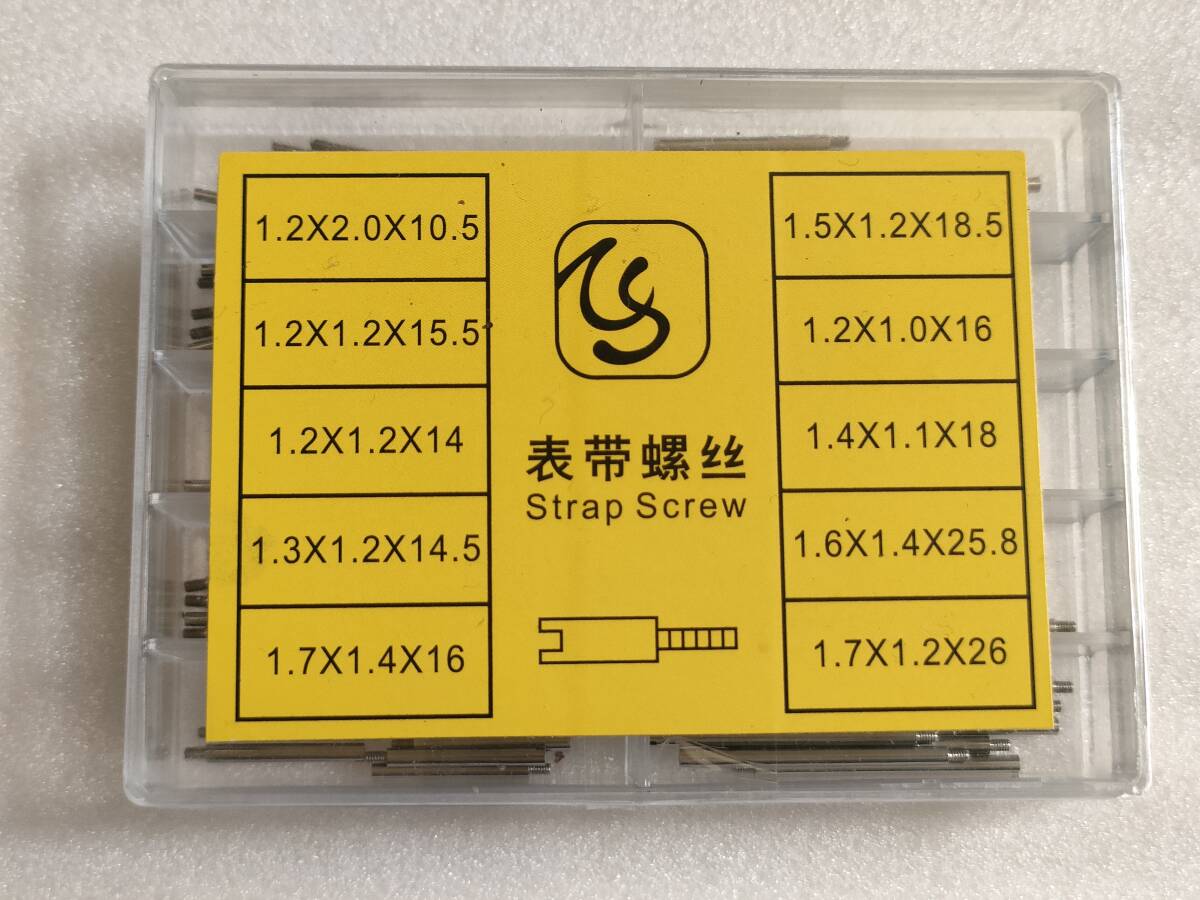 1.2X2.0X10.5
1.2X1.2X15.5
1.2X1.2X14
1.3X1.2X14.5
1.7X1.4X16
表带螺丝
Strap Screw
1.5X1.2X18.5
1.2X1.0X16
1.4X1.1X18
1.6X1.4X25.8
1.7X1.2X26